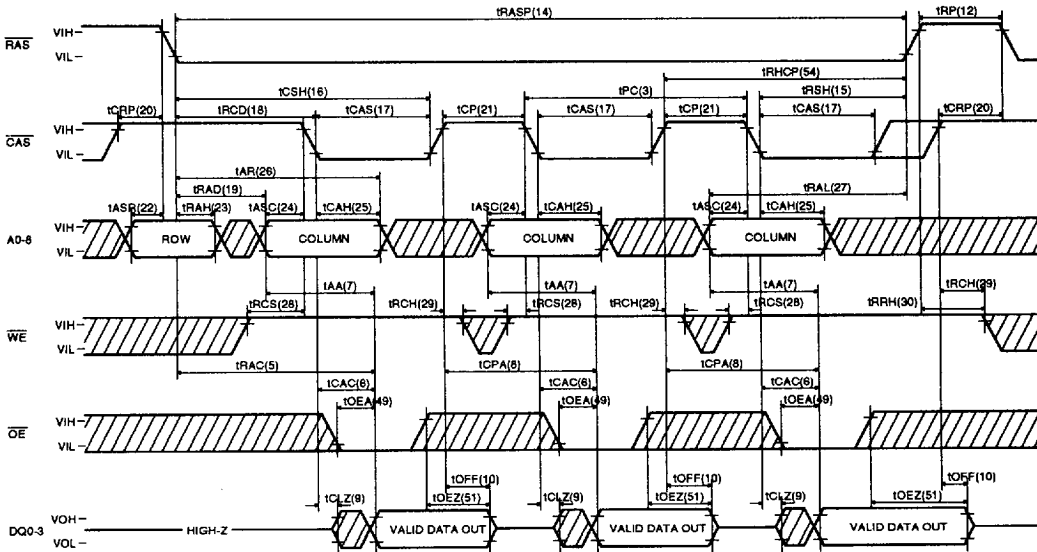 tRASP(14) tRP(12)
RAS VIH VIL
tRHCP(54)
tCSH(16) tPC(3) tRSH(15)
tCRP(20) tRCD(18) tCAS(17) tCP(21) tCAS(17) tCP(21) tCAS(17) tCRP(20)
CAS VIH VIL
tAR(26)
tRAD(19) tRAL(27)
tASR(22) tRAH(23) tASC(24) tCAH(25) tASC(24) tCAH(25) tASC(24) tCAH(25)
A0-8 VIH VIL ROW COLUMN COLUMN COLUMN
tAA(7) tAA(7) tAA(7)
tRCS(28) tRCH(29) tRCS(28) tRCH(29) tRCS(28) tRRH(30) tRCH(29)
WE VIH VIL
tRAC(5) tCPA(8) tCPA(8)
tCAC(6) tCAC(6) tCAC(6)
tOEA(49) tOEA(49) tOEA(49)
OE VIH VIL
tOFF(10) tOFF(10) tOFF(10)
tCLZ(9) tOEZ(51) tCLZ(9) tOEZ(51) tCLZ(9) tOEZ(51)
DQ0-3 VOH VOL HIGH-Z VALID DATA OUT VALID DATA OUT VALID DATA OUT